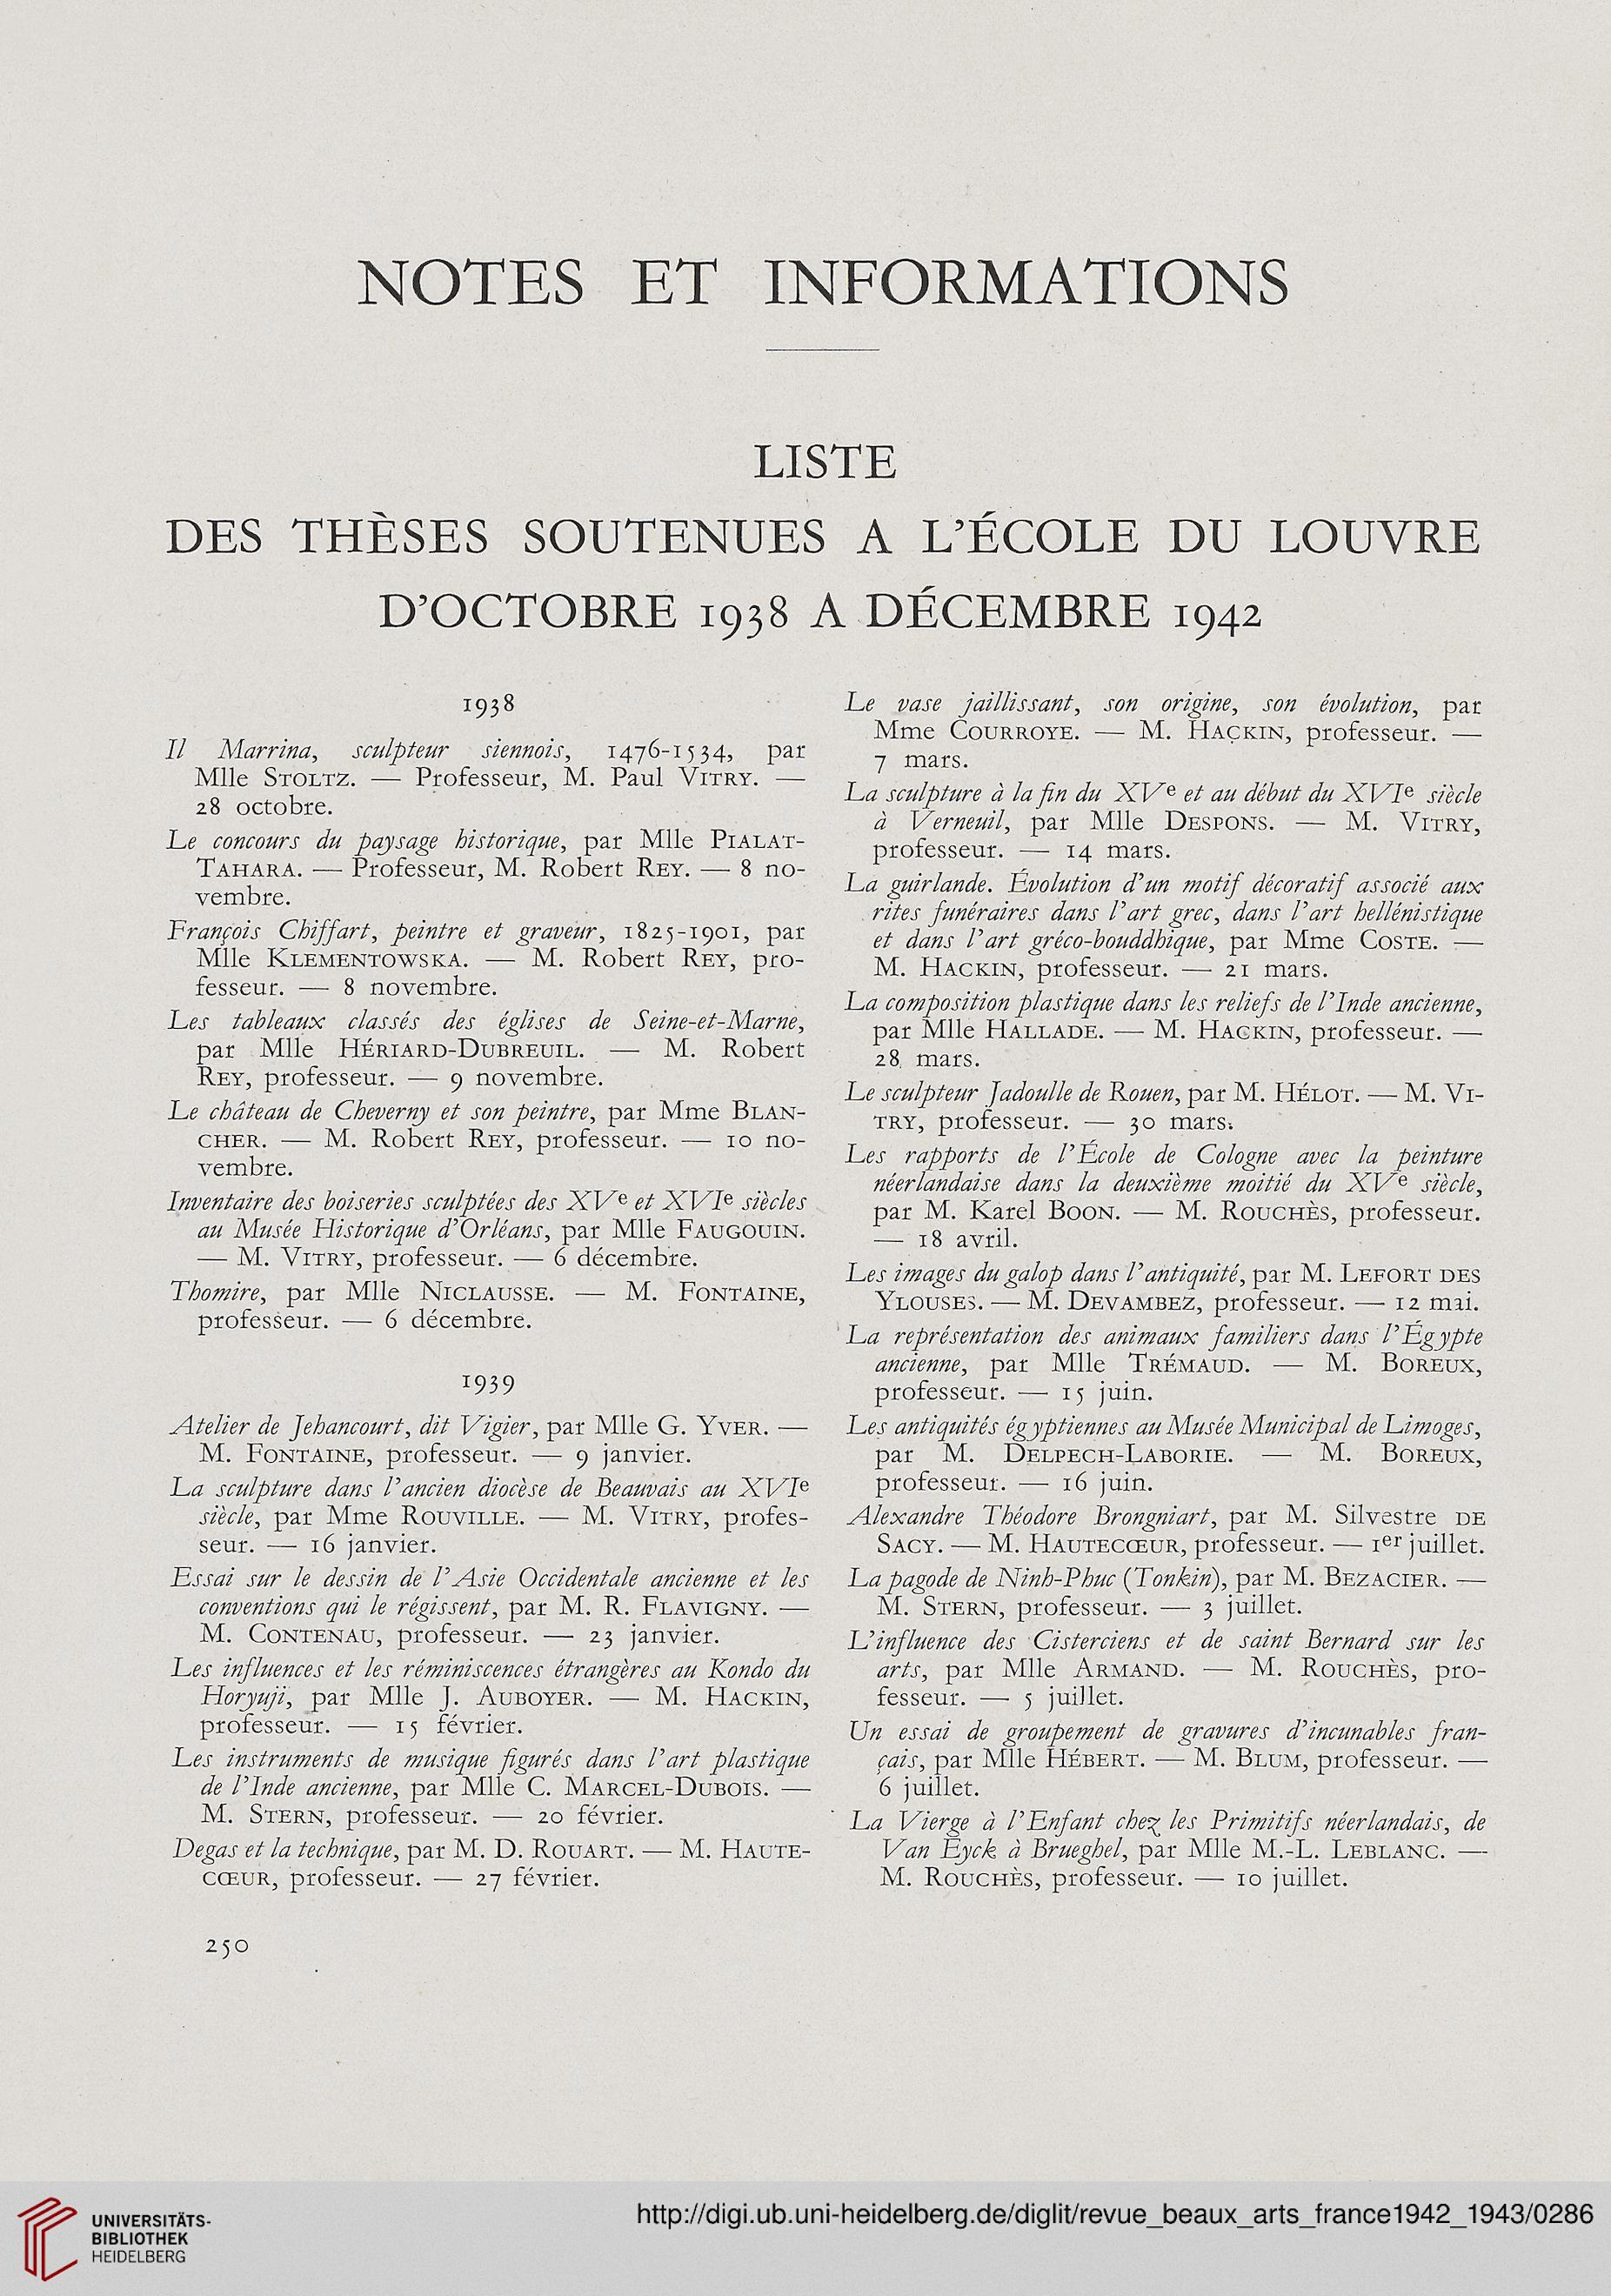 NOTES ET INFORMATIONS
LISTE
DES THÈSES SOUTENUES A L'ÉCOLE DU LOUVRE
D'OCTOBRE 1938 A DÉCEMBRE 1942
1938
Il Marrina, sculpteur siennois, 1476-1534, par
Mlle STOLTZ. — Professeur, M. Paul VITRY. —
28 octobre.
Le concours du paysage historique, par Mlle PIALAT-
TAHARA. — Professeur, M. Robert REY. — 8 no-
vembre.
François Chiffart, peintre et graveur, 1825-1901, par
Mlle KLEMENTOWSKA. — M. Robert REY, pro-
fesseur. — 8 novembre.
Les tableaux classés des églises de Seine-et-Marne,
par Mlle HÉRIARD-DUBREUIL. — M. Robert
REY, professeur. — 9 novembre.
Le château de Cheverny et son peintre, par Mme BLAN-
CHER. — M. Robert REY, professeur. — 10 no-
vembre.
Inventaire des boiseries sculptées des XVe et XVIe siècles
au Musée Historique d'Orléans, par Mlle FAUGOUIN.
— M. VITRY, professeur. — 6 décembre.
Thomire, par Mlle NICLAUSSE. — M. FONTAINE,
professeur. — 6 décembre.
1939
Atelier de Jehancourt, dit Vigier, par Mlle G. YVER. —
M. FONTAINE, professeur. — 9 janvier.
La sculpture dans l'ancien diocèse de Beauvais au XVIe
siècle, par Mme ROUVILLE. — M. VITRY, profes-
seur. — 16 janvier.
Essai sur le dessin de l'Asie Occidentale ancienne et les
conventions qui le régissent, par M. R. FLAVIGNY. —
M. CONTENAU, professeur. — 23 janvier.
Les influences et les réminiscences étrangères au Kondo du
Horyuji, par Mlle J. AUBOYER. — M. HACKIN,
professeur. — 15 février.
Les instruments de musique figurés dans l'art plastique
de l'Inde ancienne, par Mlle C. MARCEL-DUBOIS. —
M. STERN, professeur. — 20 février.
Degas et la technique, par M. D. ROUART. — M. HAUTE-
CŒUR, professeur. — 27 février.
Le vase jaillissant, son origine, son évolution, par
Mme COURROYE. — M. HACKIN, professeur. —
7 mars.
La sculpture à la fin du XVe et au début du XVIe siècle
à Verneuil, par Mlle DESPONS. — M. VITRY,
professeur. — 14 mars.
La guirlande. Évolution d'un motif décoratif associé aux
rites funéraires dans l'art grec, dans l'art hellénistique
et dans l'art gréco-bouddhique, par Mme COSTE. —
M. HACKIN, professeur. — 21 mars.
La composition plastique dans les reliefs de l'Inde ancienne,
par Mlle HALLADE. — M. HACKIN, professeur. —
28 mars.
Le sculpteur Jadoulle de Rouen, par M. HÉLOT. — M. VI-
TRY, professeur. — 30 mars.
Les rapports de l'École de Cologne avec la peinture
néerlandaise dans la deuxième moitié du XVe siècle,
par M. Karel BOON. — M. ROUCHÈS, professeur.
— 18 avril.
Les images du galop dans l'antiquité, par M. LEFORT DES
YLOUSES. — M. DEVAMBEZ, professeur. — 12 mai.
La représentation des animaux familiers dans l'Égypte
ancienne, par Mlle TRÉMAUD. — M. BOREUX,
professeur. — 15 juin.
Les antiquités égyptiennes au Musée Municipal de Limoges,
par M. DELPECH-LABORIE. — M. BOREUX,
professeur. — 16 juin.
Alexandre Théodore Brongniart, par M. Silvestre DE
SACY. — M. HAUTECŒUR, professeur. — 1er juillet.
La pagode de Ninh-Phuc (Tonkin), par M. BEZACIER. —
M. STERN, professeur. — 3 juillet.
L'influence des Cisterciens et de saint Bernard sur les
arts, par Mlle ARMAND. — M. ROUCHÈS, pro-
fesseur. — 5 juillet.
Un essai de groupement de gravures d'incunables fran-
çais, par Mlle HÉBERT. — M. BLUM, professeur. —
6 juillet.
La Vierge à l'Enfant chez les Primitifs néerlandais, de
Van Eyck à Brueghel, par Mlle M.-L. LEBLANC. —
M. ROUCHÈS, professeur. — 10 juillet.
250
UNIVERSITÄTS-
BIBLIOTHEK
HEIDELBERG
http://digi.ub.uni-heidelberg.de/diglit/revue_beaux_arts_france1942_1943/0286